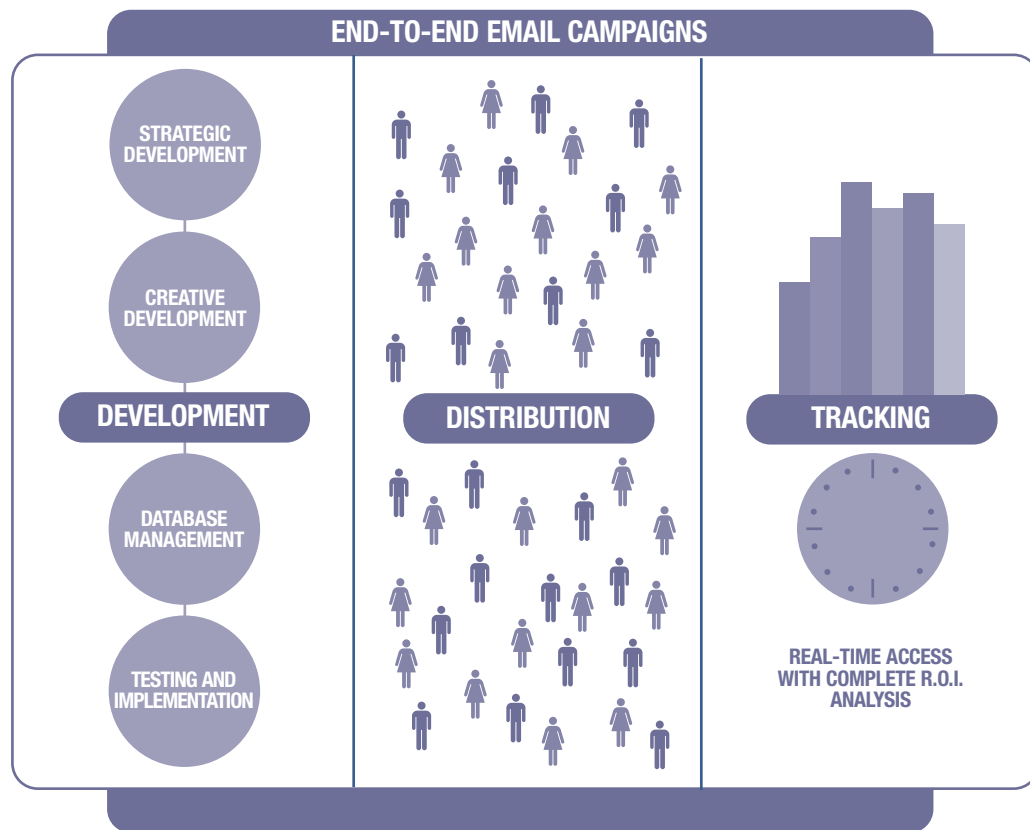 END-TO-END EMAIL CAMPAIGNS
STRATEGIC
DEVELOPMENT
CREATIVE
DEVELOPMENT
DEVELOPMENT
DATABASE
MANAGEMENT
TESTING AND
IMPLEMENTATION
DISTRIBUTION
TRACKING
REAL-TIME ACCESS
WITH COMPLETE R.O.I.
ANALYSIS